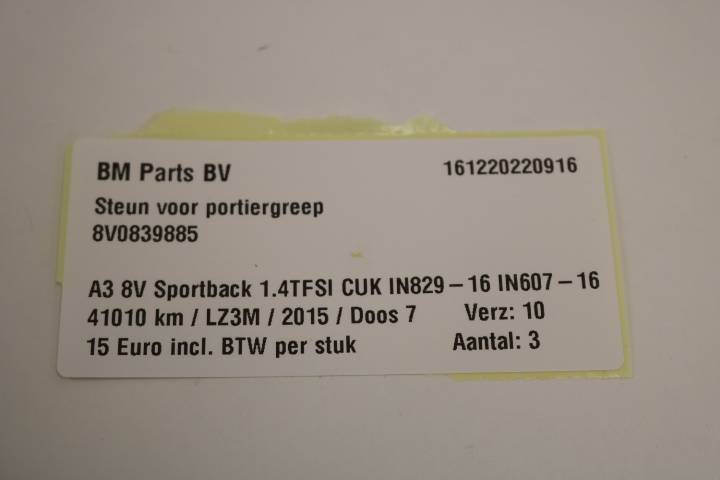 BM Parts BV 161220220916
Steun voor portiergreep
8V0839885
A3 8V Sportback 1.4TFSI CUK IN829 – 16 IN607 – 16
41010 km / LZ3M / 2015 / Doos 7 Verz: 10
15 Euro incl. BTW per stuk Aantal: 3